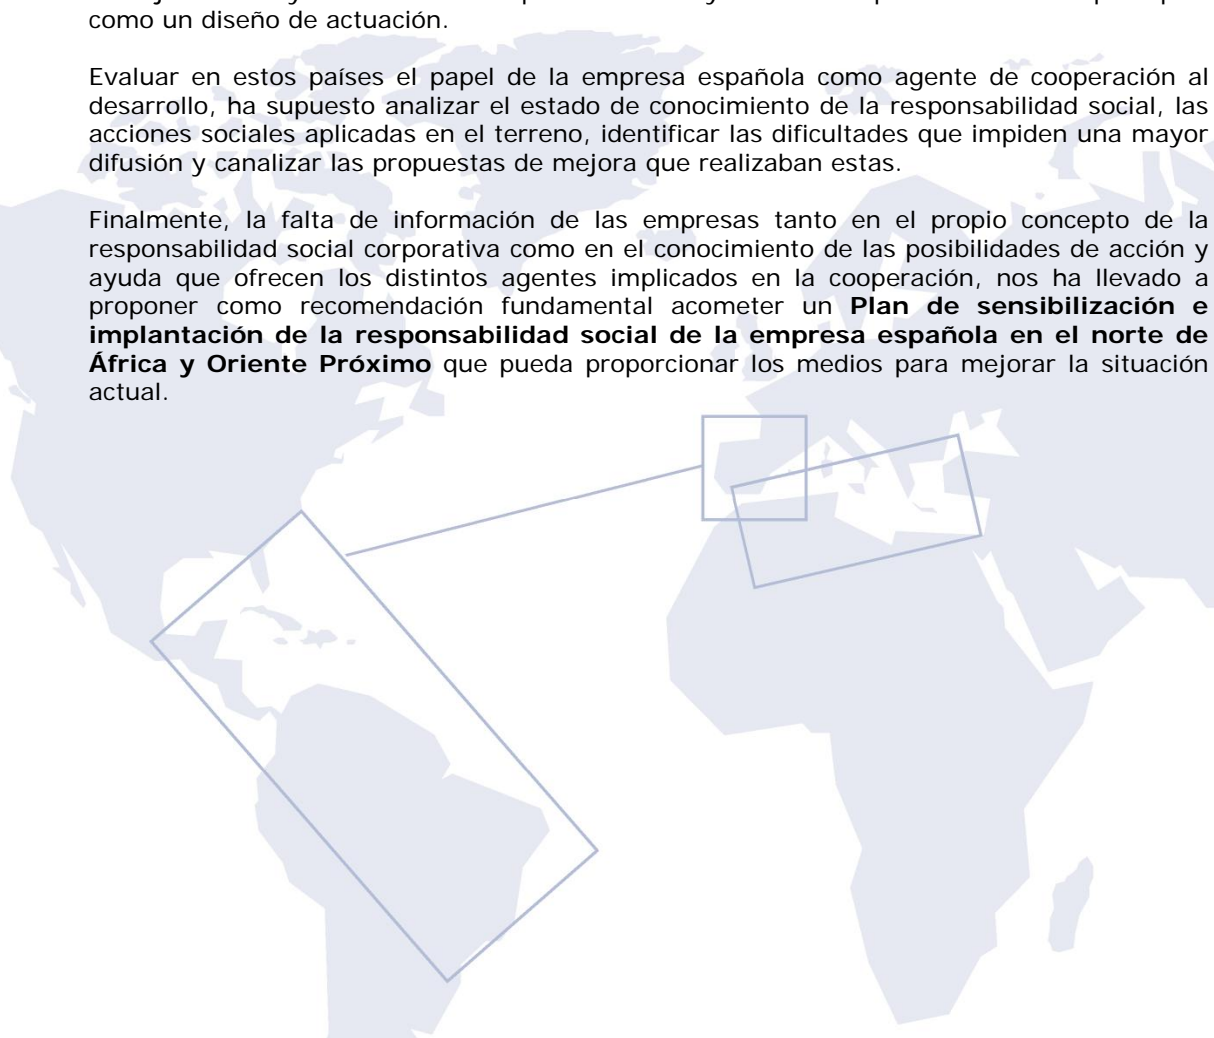 como un diseño de actuación.
Evaluar en estos países el papel de la empresa española como agente de cooperación al
desarrollo, ha supuesto analizar el estado de conocimiento de la responsabilidad social, las
acciones sociales aplicadas en el terreno, identificar las dificultades que impiden una mayor
difusión y canalizar las propuestas de mejora que realizaban estas.
Finalmente, la falta de información de las empresas tanto en el propio concepto de la
responsabilidad social corporativa como en el conocimiento de las posibilidades de acción y
ayuda que ofrecen los distintos agentes implicados en la cooperación, nos ha llevado a
proponer como recomendación fundamental acometer un Plan de sensibilización e
implantación de la responsabilidad social de la empresa española en el norte de
África y Oriente Próximo que pueda proporcionar los medios para mejorar la situación
actual.